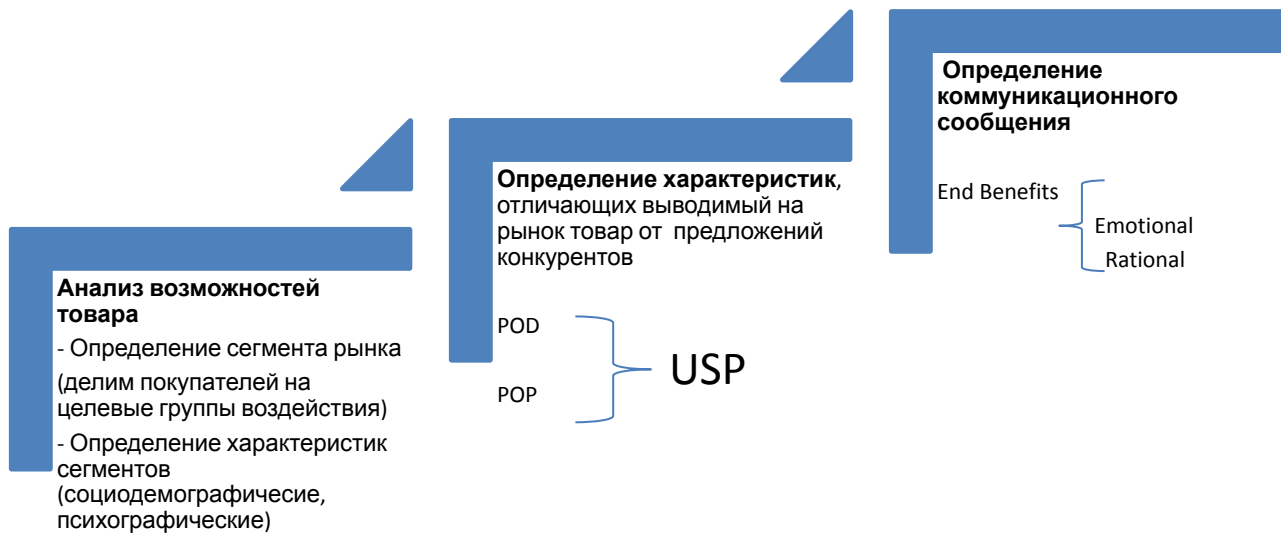 Анализ возможностей
товара
- Определение сегмента рынка
(делим покупателей на
целевые группы воздействия)
- Определение характеристик
сегментов
(социодемографичесие,
психографические)
Определение характеристик,
отличающих выводимый на
рынок товар от предложений
конкурентов
POD
POP
USP
Определение
коммуникационного
сообщения
End Benefits
Emotional
Rational